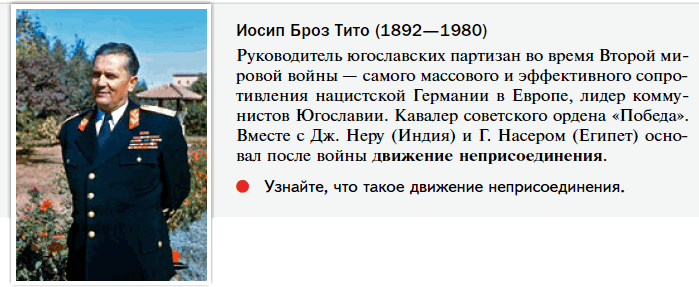 Иосип Броз Тито (1892—1980)
Руководитель югославских партизан во время Второй ми-
ровой войны — самого массового и эффективного сопро-
тивления нацистской Германии в Европе, лидер комму-
нистов Югославии. Кавалер советского ордена «Победа».
Вместе с Дж. Неру (Индия) и Г. Насером (Египет) осно-
вал после войны движение неприсоединения.
Узнайте, что такое движение неприсоединения.